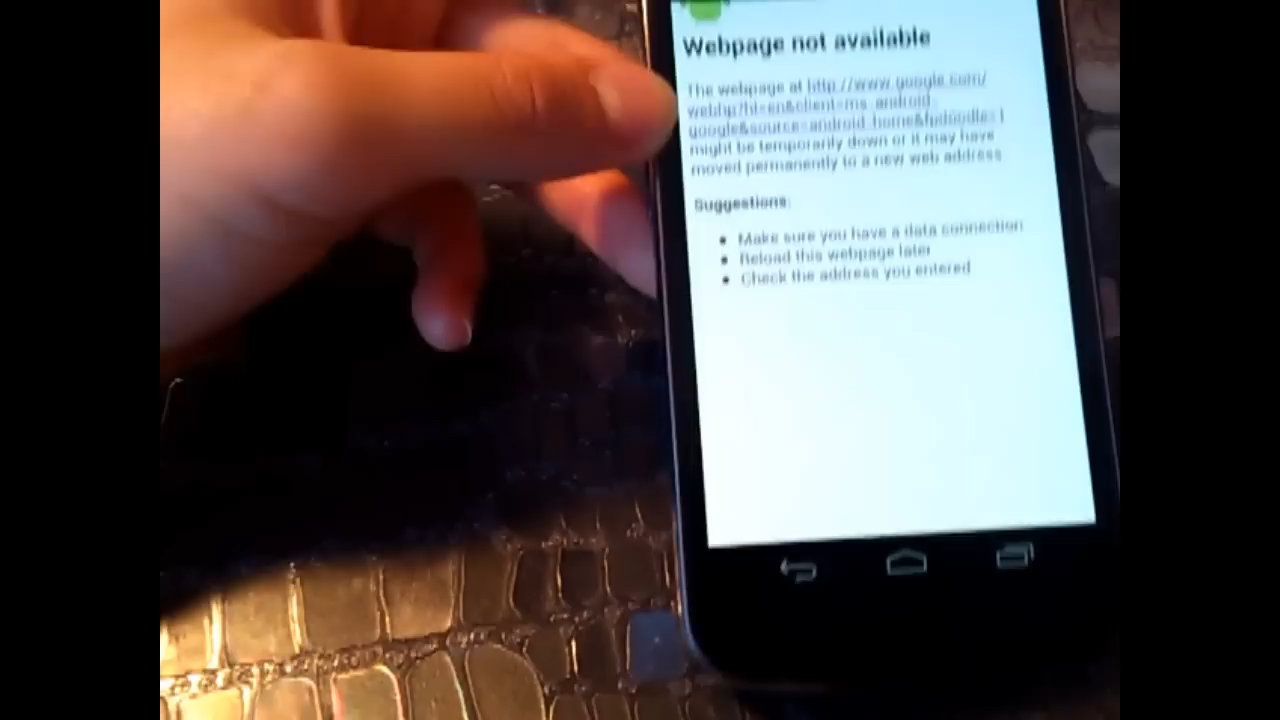 Webpage not available
The webpage at http://www.google.com/
webhp?hl=en&client=ms-android-
google&source=android-home&fpdoodle=1
might be temporarily down or it may have
moved permanently to a new web address
Suggestions:
Make sure you have a data connection
Reload this webpage later
Check the address you entered